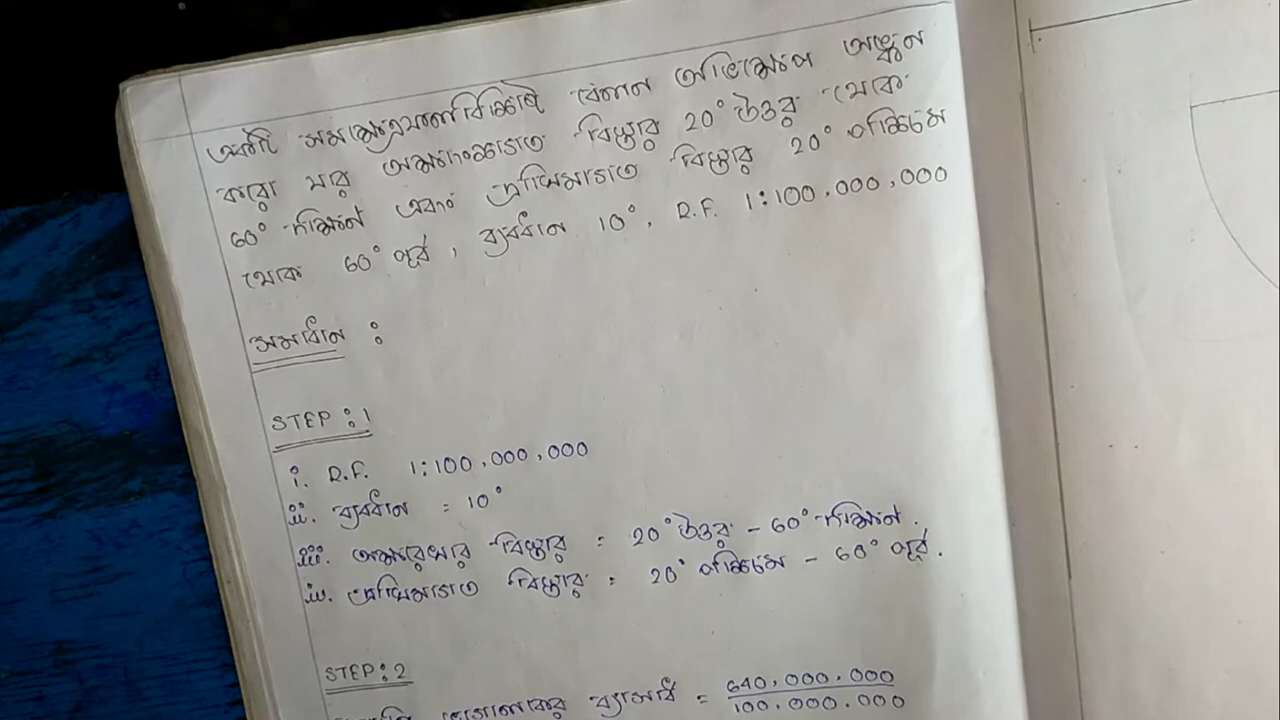 একটি সমক্ষেত্রফলবিশিষ্ট বেলন অভিক্ষেপ অঙ্কন
করো যার অক্ষাংশগত বিস্তার 20° উত্তর থেকে
60° দক্ষিণ এবং দ্রাঘিমাগত বিস্তার 20° পশ্চিম
থেকে 60° পূর্ব, ব্যবধান 10°, R.F. 1:100,000,000
সমাধান :
STEP : 1
i. R.F. 1:100,000,000
ii. ব্যবধান = 10°
iii. অক্ষরেখার বিস্তার = 20° উত্তর – 60° দক্ষিণ.
iv. দ্রাঘিমাগত বিস্তার = 20° পশ্চিম – 60° পূর্ব.
STEP : 2
ব্যাসার্ধ = 640,000,000
100,000,000